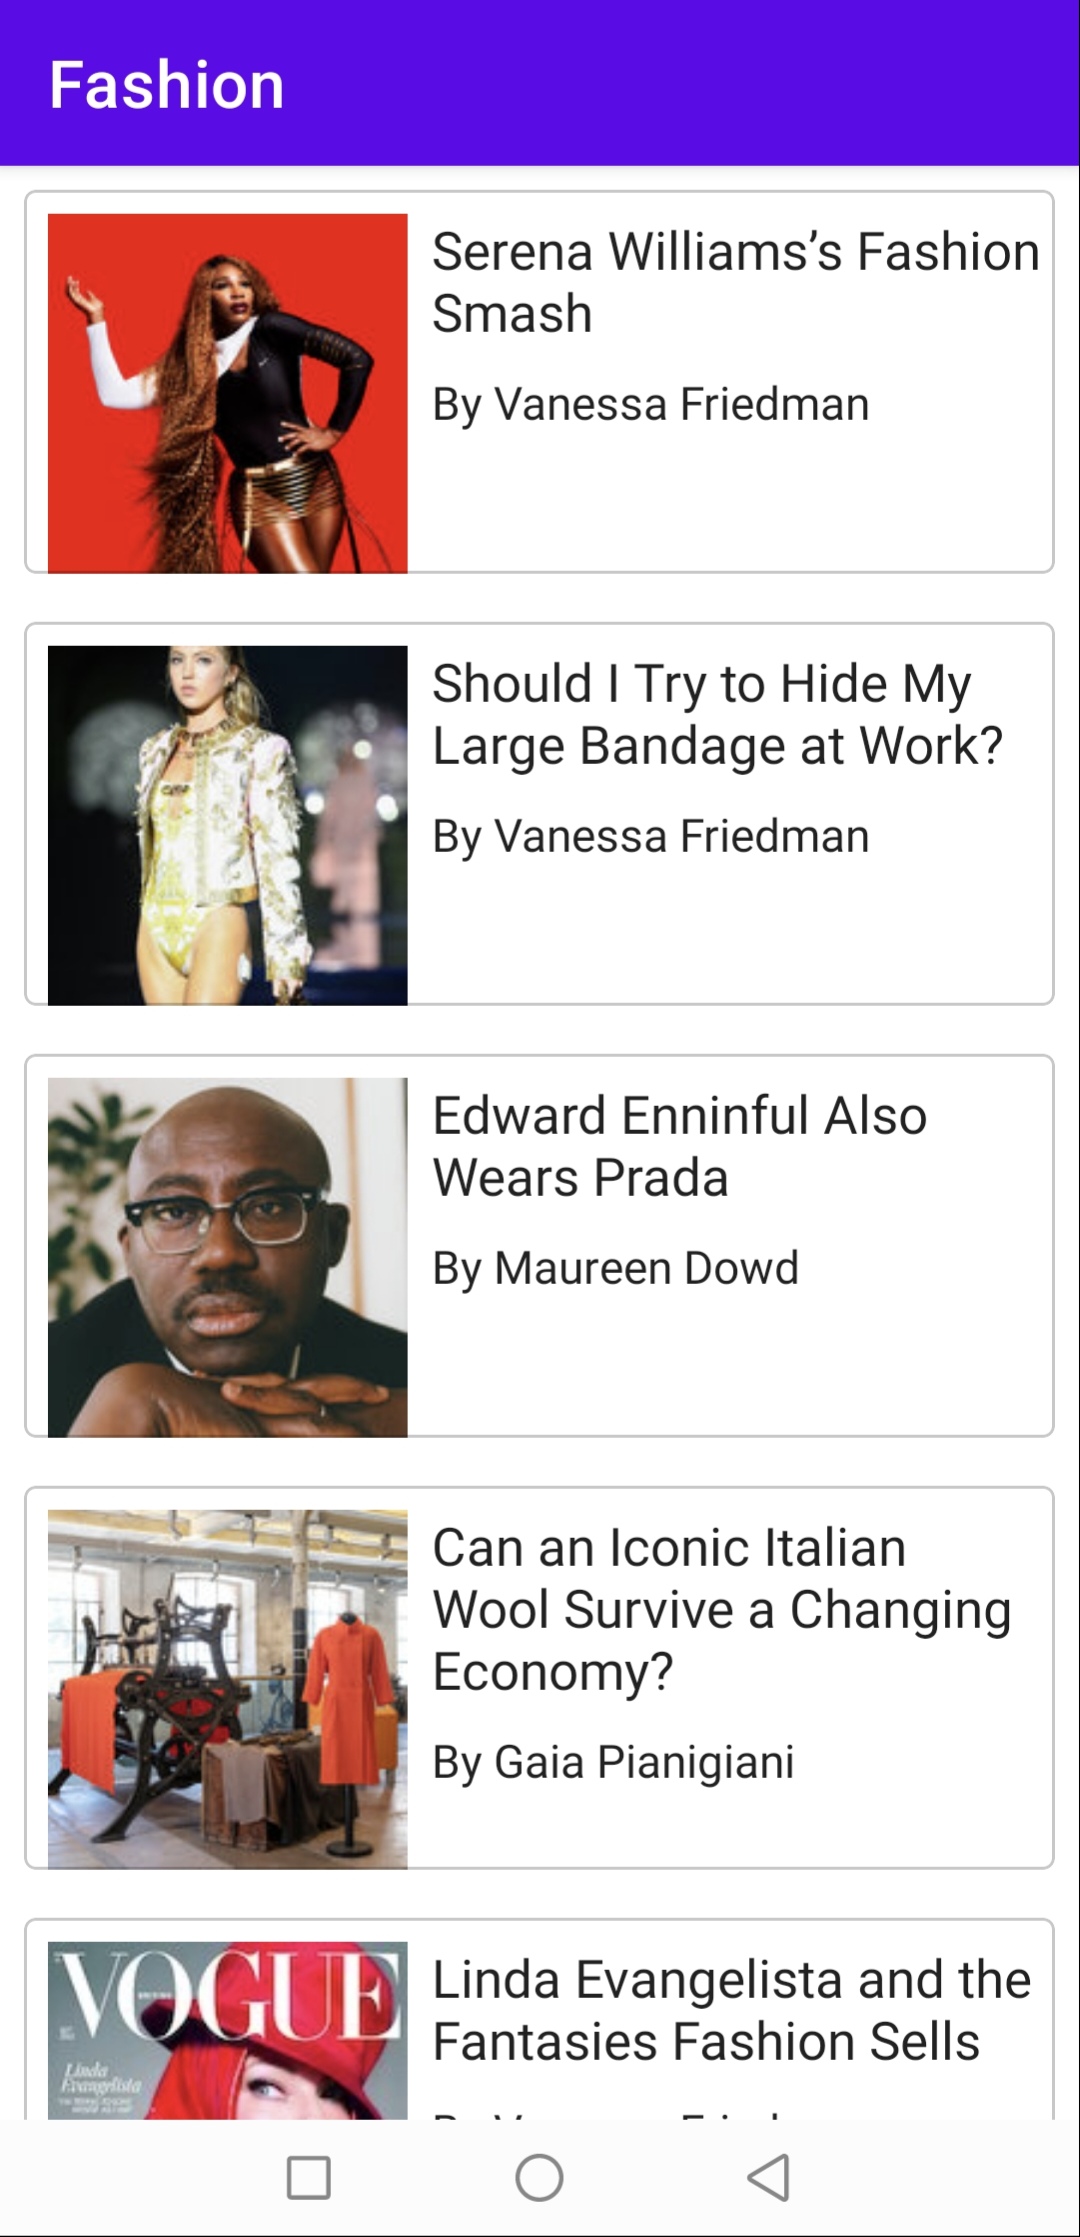 Fashion
Serena Williams’s Fashion
Smash
By Vanessa Friedman
Should I Try to Hide My
Large Bandage at Work?
By Vanessa Friedman
Edward Enninful Also
Wears Prada
By Maureen Dowd
Can an Iconic Italian
Wool Survive a Changing
Economy?
By Gaia Pianigiani
VOGUE
Linda
Evangelista
Linda Evangelista and the
Fantasies Fashion Sells